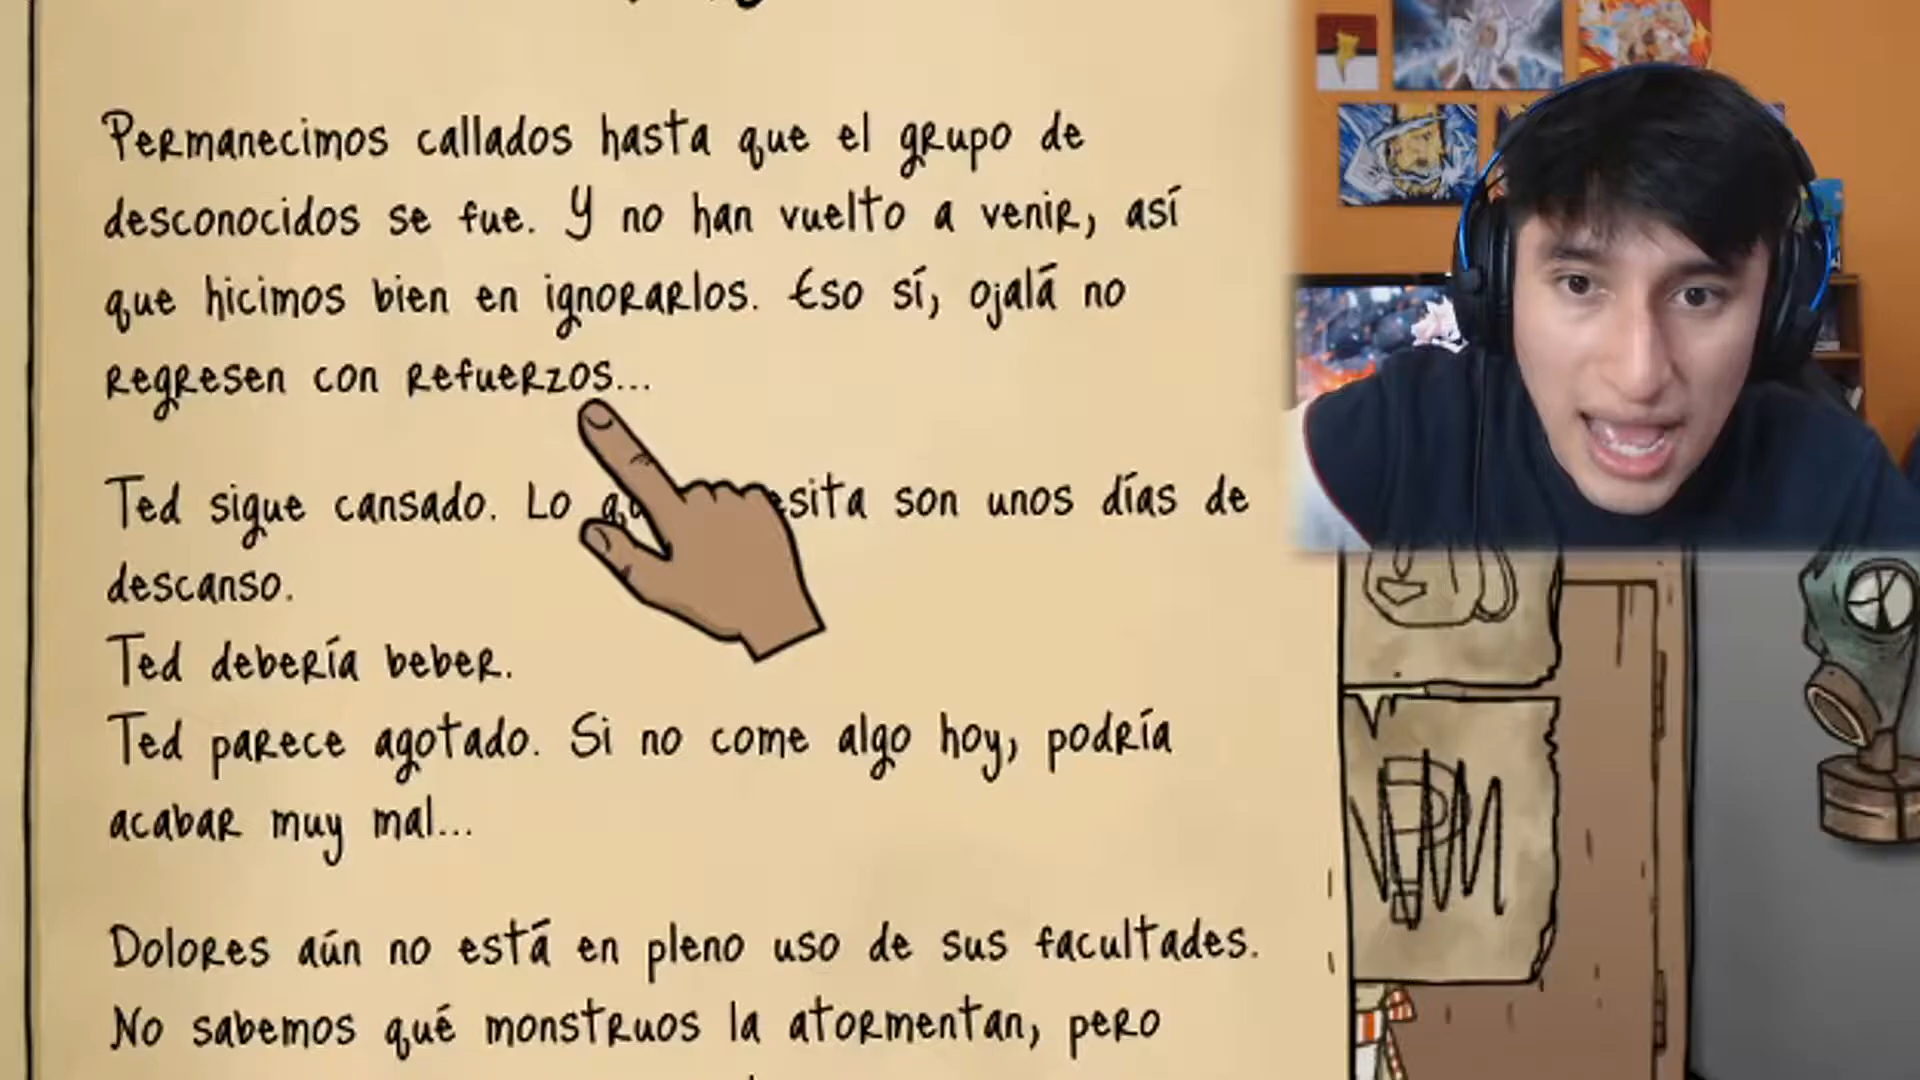 Permanecimos callados hasta que el grupo de
desconocidos se fue. Y no han vuelto a venir, así
que hicimos bien en ignorarlos. Eso sí, ojalá no
regresen con refuerzos...
Ted sigue cansado. Lo son unos días de
descanso.
Ted debería beber.
Ted parece agotado. Si no come algo hoy, podría
acabar muy mal...
Dolores aún no está en pleno uso de sus facultades.
No sabemos qué monstruos la atormentan, pero